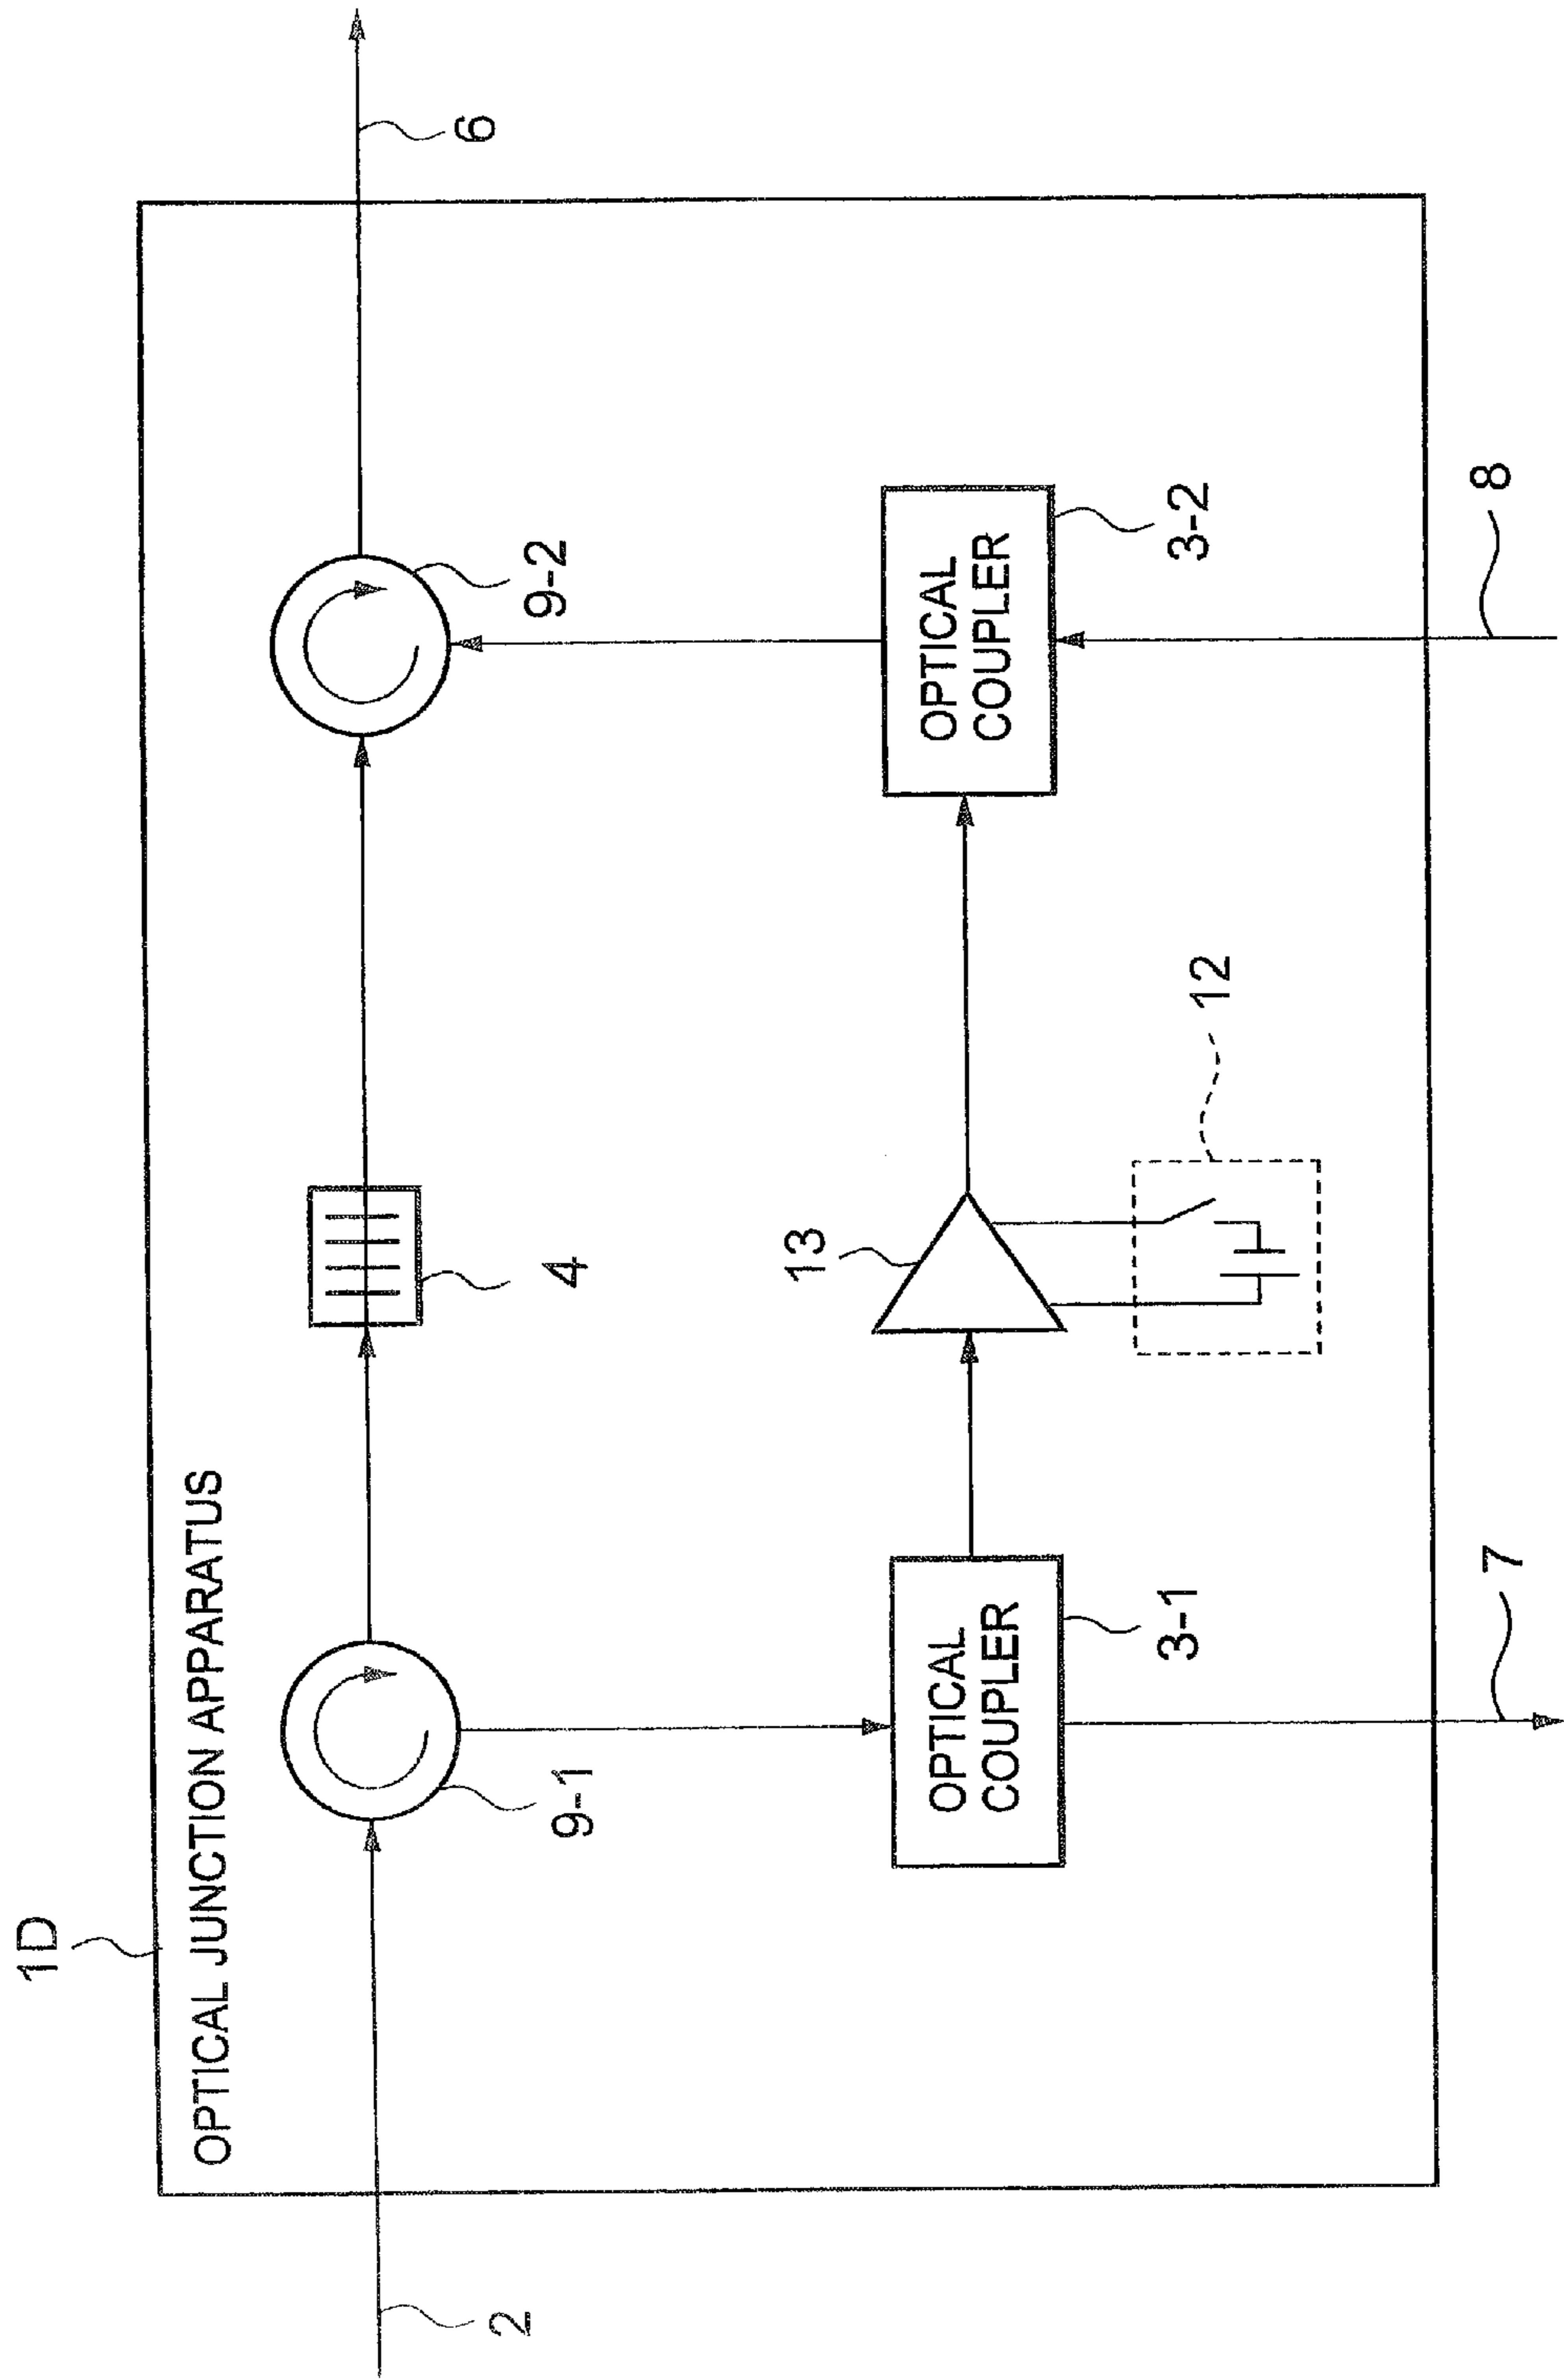 1D
OPTICAL JUNCTION APPARATUS
2
6
9-1
4
9-2
13
OPTICAL
COUPLER
3-1
OPTICAL
COUPLER
3-2
12
7
8